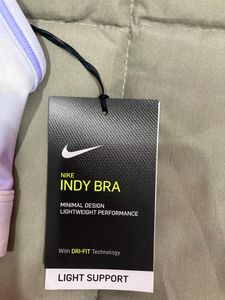 NIKE
INDY BRA
MINIMAL DESIGN
LIGHTWEIGHT PERFORMANCE
With DRI-FIT Technology
LIGHT SUPPORT